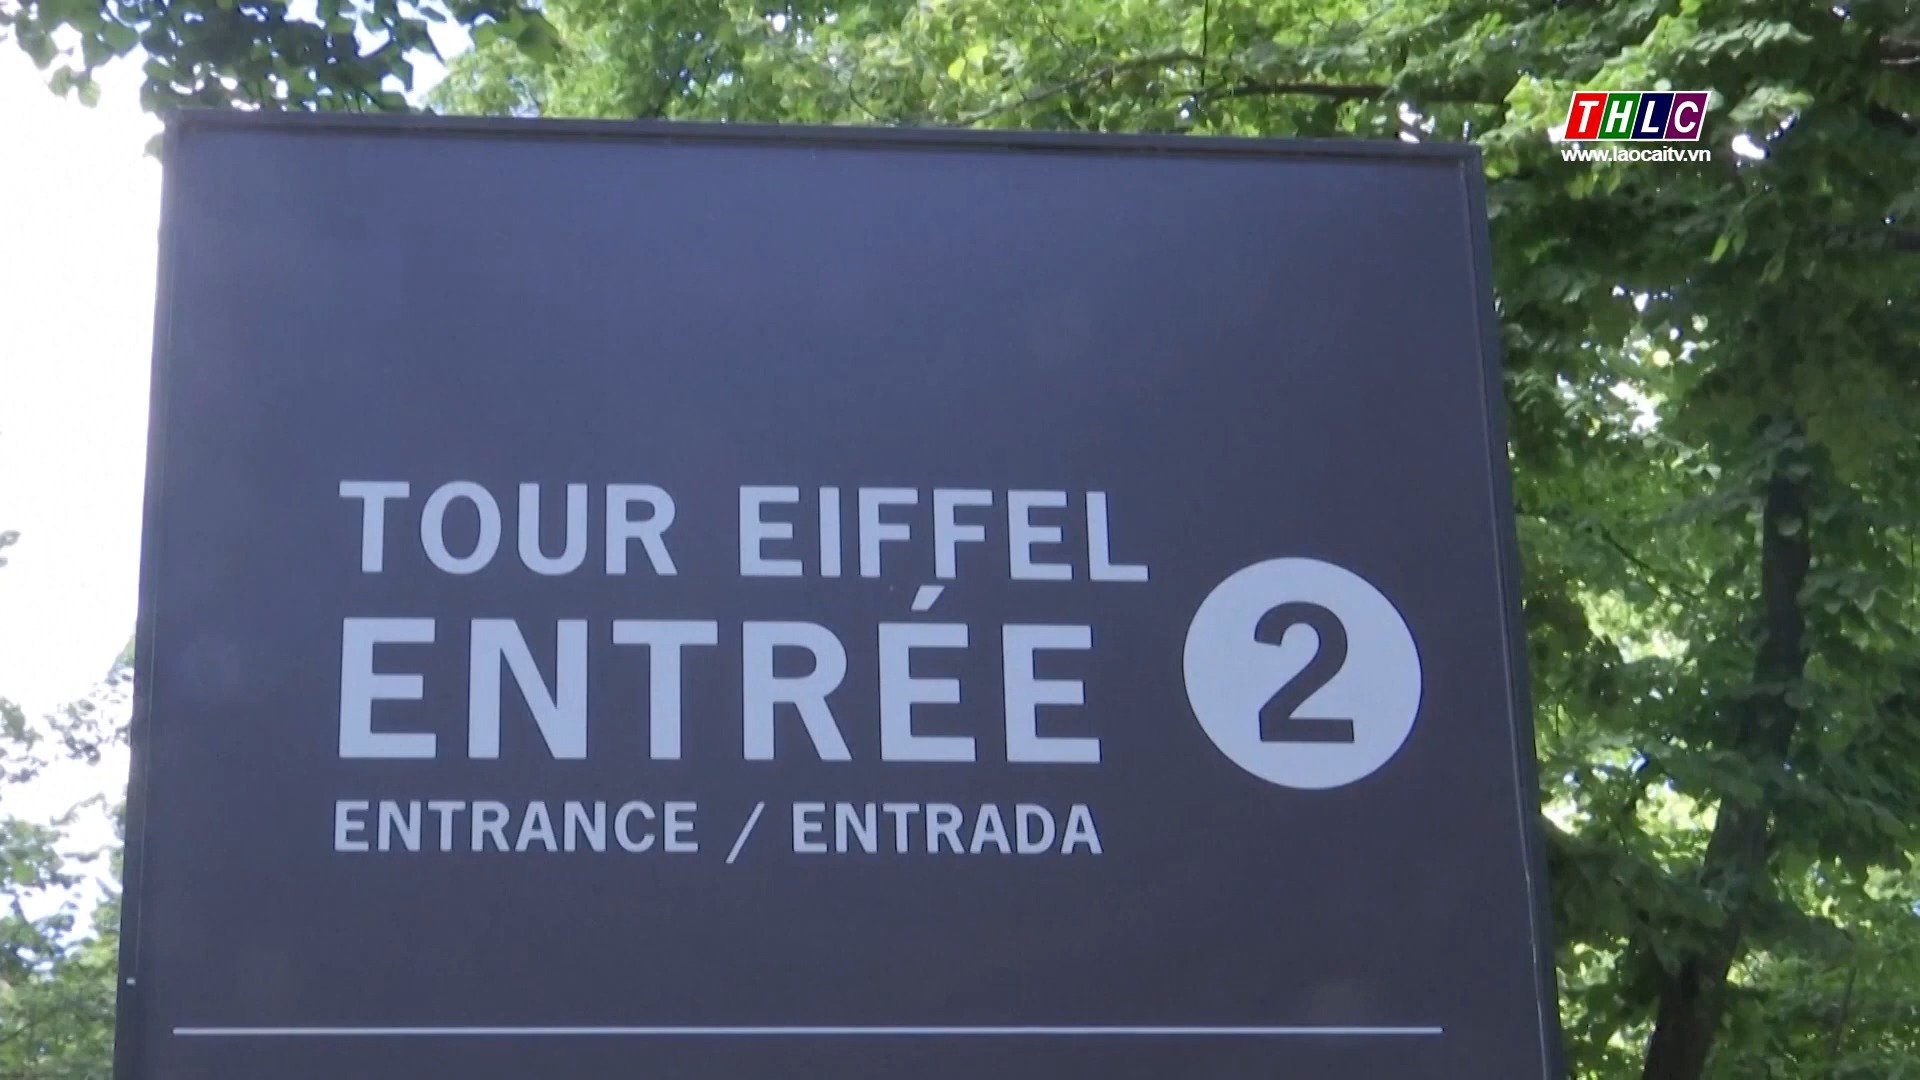 THLC
www.laocaitv.vn
TOUR EIFFEL
ENTRÉE 2
ENTRANCE / ENTRADA